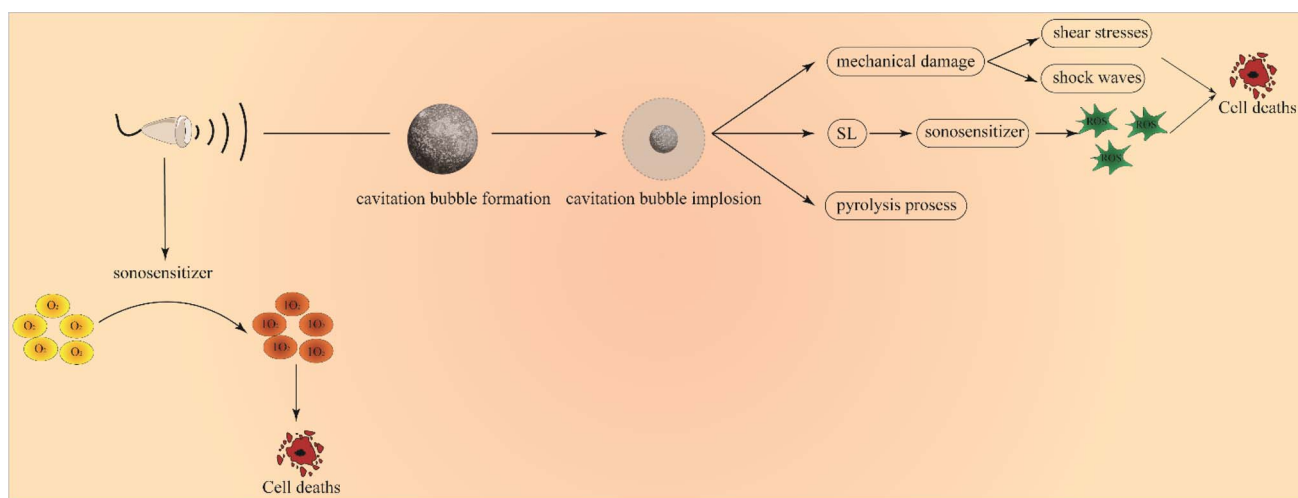 shear stresses
mechanical damage
shock waves
Cell deaths
SL
sonosensitizer
ROS
ROS
ROS
cavitation bubble formation
cavitation bubble implosion
pyrolysis prosess
sonosensitizer
O₂
O₂
O₂
O₂
O₂
1O₂
1O₂
1O₂
1O₂
1O₂
Cell deaths